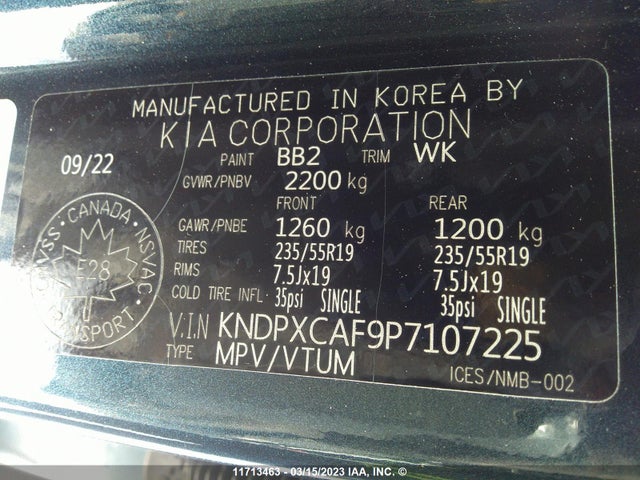 MANUFACTURED IN KOREA BY
KIA CORPORATION
09/22 PAINT BB2 TRIM WK
GVWR/PNBV 2200 kg
FRONT REAR
GAWR/PNBE 1260 kg 1200 kg
TIRES 235/55R19 235/55R19
RIMS 7.5Jx19 7.5Jx19
COLD TIRE INFL. 35psi SINGLE 35psi SINGLE
V.I.N KNDPXCAF9P7107225
TYPE MPV/VTUM
ICES/NMB-002
CANADA · NSVAC ·
E28
11713463 - 03/15/2023 IAA, INC. ©